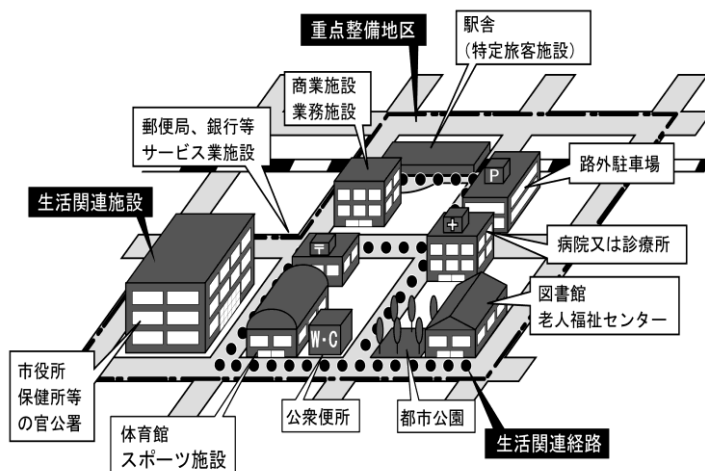 重点整備地区
駅舎
(特定旅客施設)
商業施設
業務施設
郵便局、銀行等
サービス業施設
P
路外駐車場
生活関連施設
〒
病院又は診療所
図書館
老人福祉センター
W・C
市役所
保健所等
の官公署
公衆便所
都市公園
体育館
スポーツ施設
生活関連経路